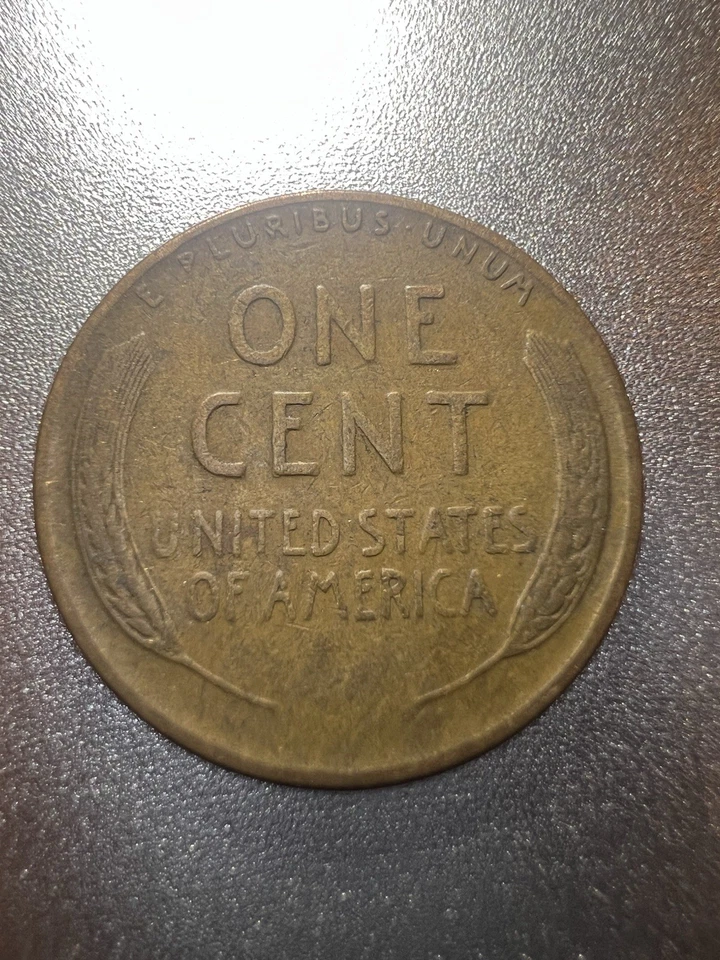 E PLURIBUS · UNUM
ONE
CENT
UNITED STATES
OF AMERICA